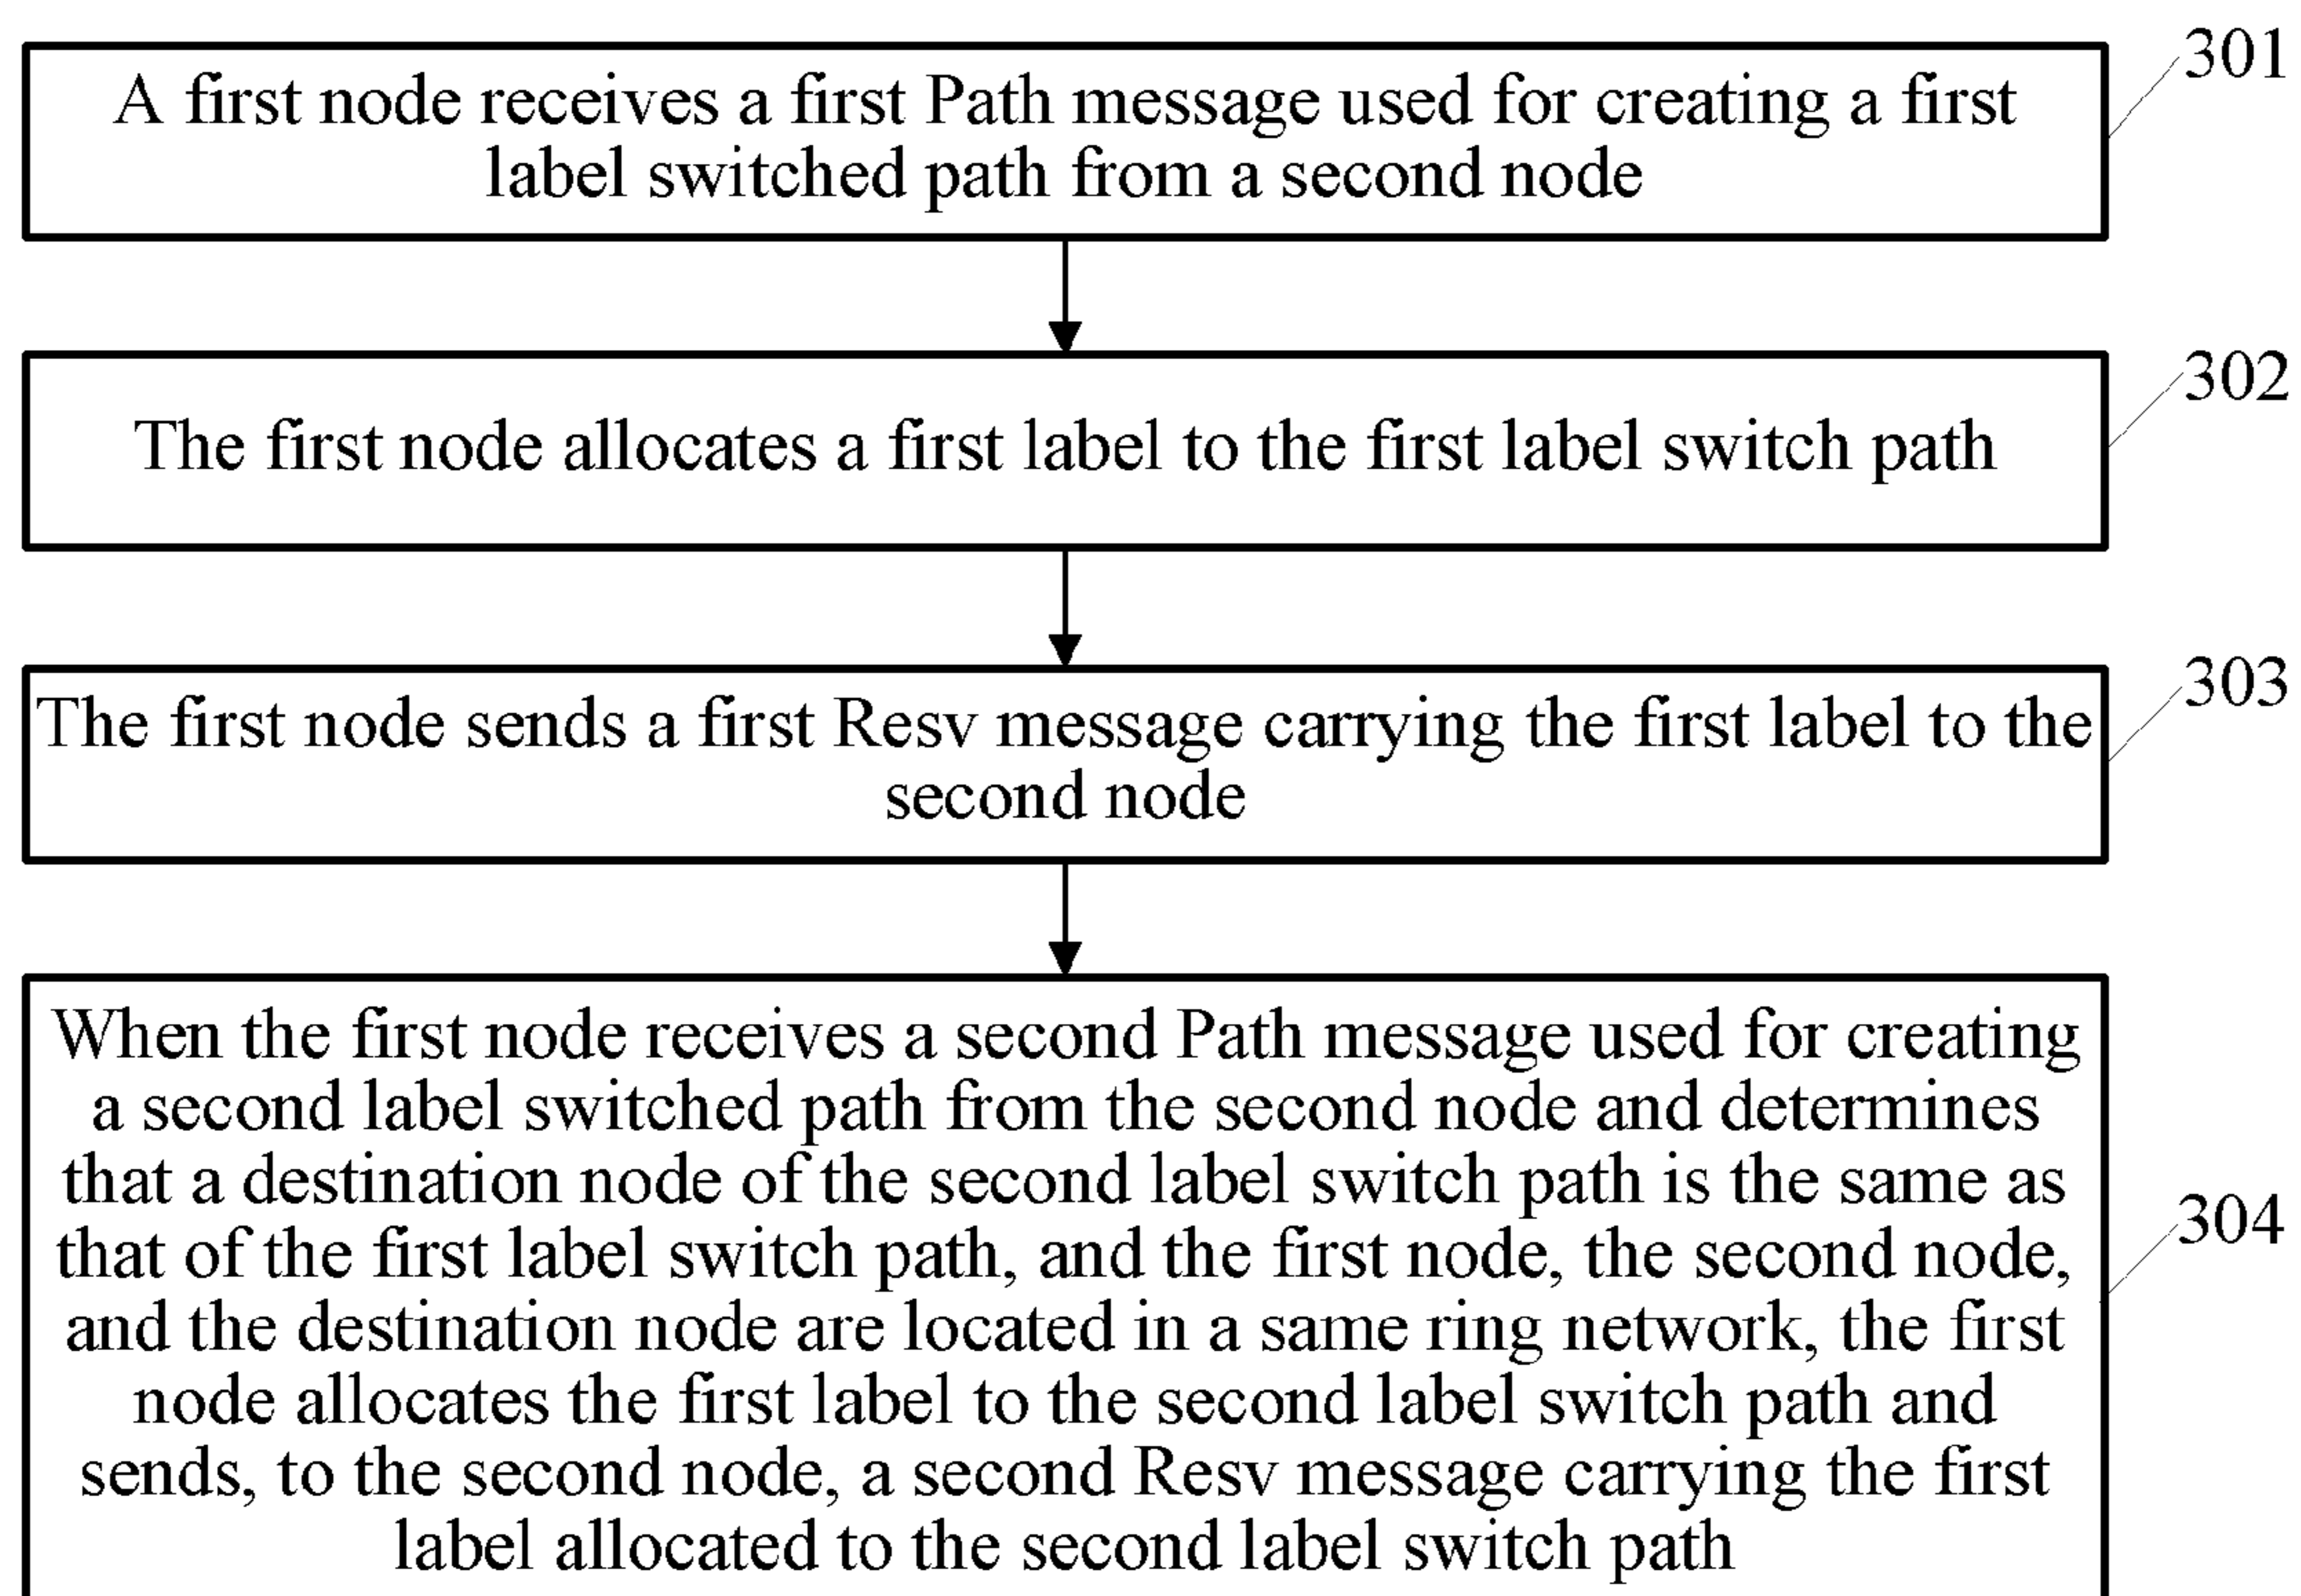 301
A first node receives a first Path message used for creating a first
label switched path from a second node
302
The first node allocates a first label to the first label switch path
303
The first node sends a first Resv message carrying the first label to the
second node
When the first node receives a second Path message used for creating
a second label switched path from the second node and determines
that a destination node of the second label switch path is the same as
that of the first label switch path, and the first node, the second node,
304
and the destination node are located in a same ring network, the first
node allocates the first label to the second label switch path and
sends, to the second node, a second Resv message carrying the first
label allocated to the second label switch path